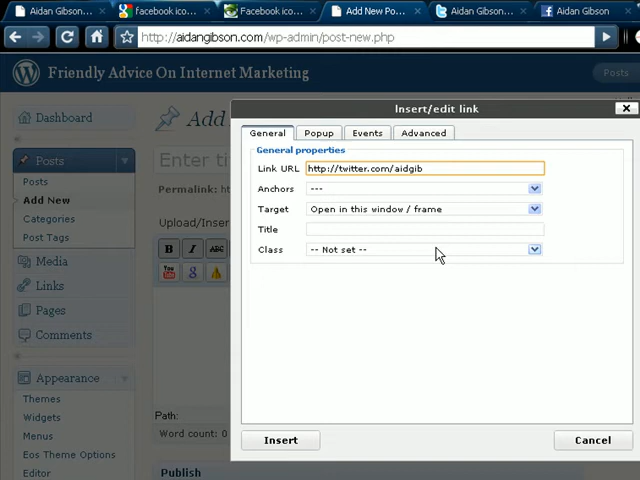 Aidan Gibson...
Facebook ico...
Facebook ico...
Add New Po...
Aidan Gibson...
Aidan Gibson
http://aidangibson.com/wp-admin/post-new.php
Friendly Advice On Internet Marketing
Posts
Dashboard
Posts
Posts
Add New
Categories
Post Tags
Media
Links
Pages
Comments
Appearance
Themes
Widgets
Menus
Eos Theme Options
Editor
Add
Enter ti
Permalink: h
Upload/Inser
B I ABC
Path:
Word count: 0
Publish
Insert/edit link
General Popup Events Advanced
General properties
Link URL http://twitter.com/aidgib
Anchors ---
Target Open in this window / frame
Title
Class -- Not set --
Insert Cancel